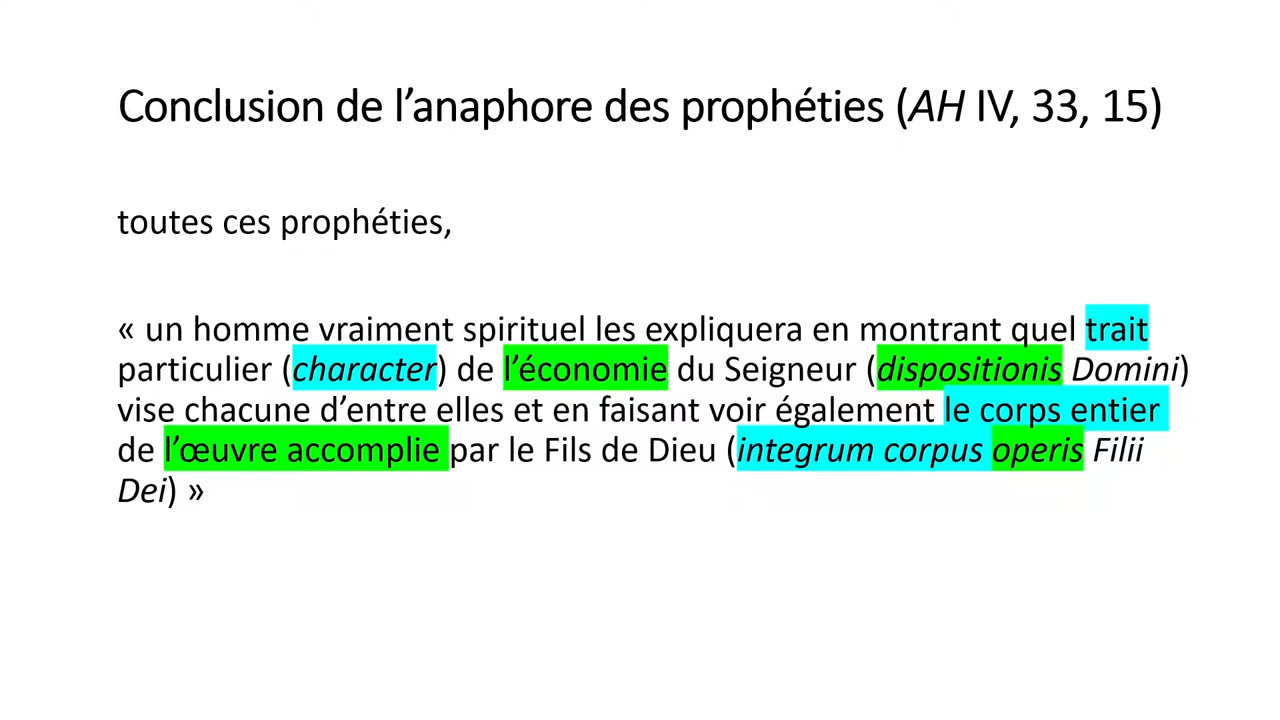 Conclusion de l’anaphore des prophéties (AH IV, 33, 15)
toutes ces prophéties,
« un homme vraiment spirituel les expliquera en montrant quel trait
particulier (character) de l’économie du Seigneur (dispositionis Domini)
vise chacune d’entre elles et en faisant voir également le corps entier
de l’œuvre accomplie par le Fils de Dieu (integrum corpus operis Filii
Dei) »